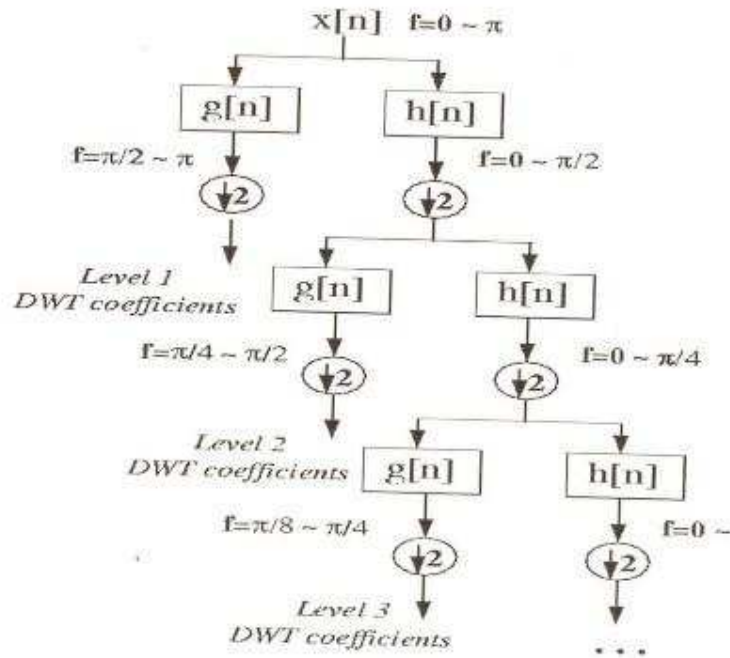 x[n] f=0 ~ π
g[n] h[n]
f=π/2 ~ π f=0 ~ π/2
↓2 ↓2
Level 1
DWT coefficients
g[n] h[n]
f=π/4 ~ π/2 f=0 ~ π/4
↓2 ↓2
Level 2
DWT coefficients
g[n] h[n]
f=π/8 ~ π/4 f=0 ~
↓2 ↓2
Level 3
DWT coefficients
...